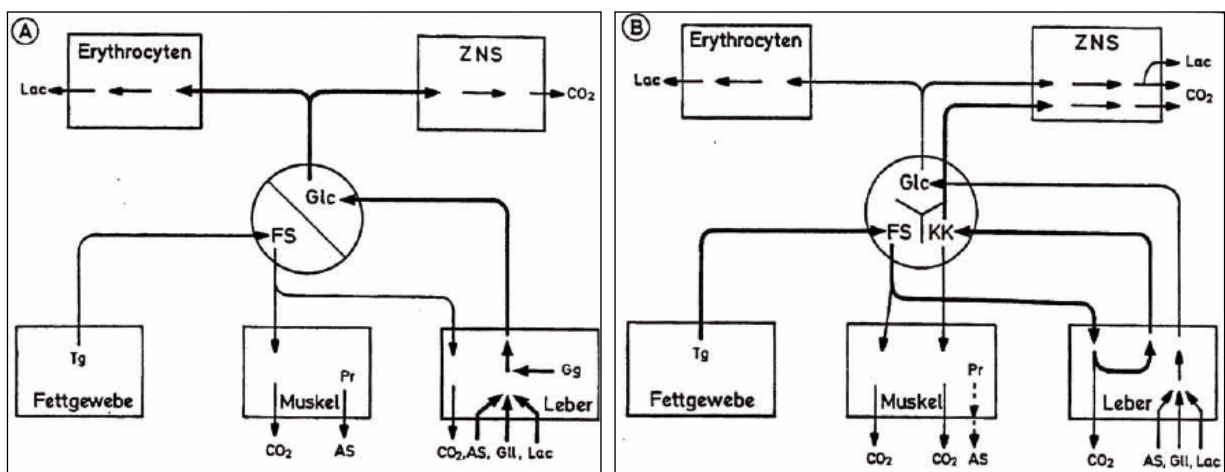 A
Erythrocyten
ZNS
Lac
CO₂
Glc
FS
Tg
Fettgewebe
Pr
Muskel
Gg
Leber
CO₂
AS
CO₂, AS, Gll, Lac
B
Erythrocyten
ZNS
Lac
Lac
CO₂
Glc
FS KK
Tg
Fettgewebe
Pr
Muskel
Leber
CO₂
CO₂
AS
CO₂
AS, Gll, Lac